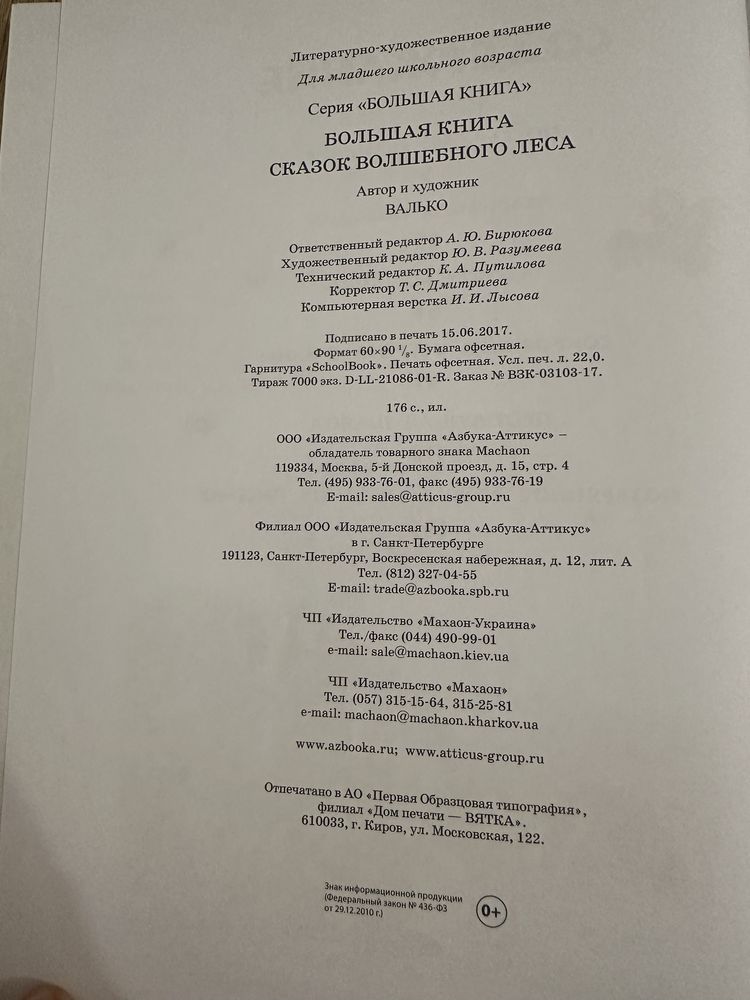 Литературно-художественное издание
Для младшего школьного возраста
Серия «БОЛЬШАЯ КНИГА»
БОЛЬШАЯ КНИГА
СКАЗОК ВОЛШЕБНОГО ЛЕСА
Автор и художник
ВАЛЬКО
Ответственный редактор А. Ю. Бирюкова
Художественный редактор Ю. В. Разумеева
Технический редактор К. А. Путилова
Корректор Т. С. Дмитриева
Компьютерная верстка И. И. Лысова
Подписано в печать 15.06.2017.
Формат 60×90 ¹/₈. Бумага офсетная.
Гарнитура «SchoolBook». Печать офсетная. Усл. печ. л. 22,0.
Тираж 7000 экз. D-LL-21086-01-R. Заказ № ВЗК-03103-17.
176 с., ил.
ООО «Издательская Группа «Азбука-Аттикус» –
обладатель товарного знака Machaon
119334, Москва, 5-й Донской проезд, д. 15, стр. 4
Тел. (495) 933-76-01, факс (495) 933-76-19
E-mail: sales@atticus-group.ru
Филиал ООО «Издательская Группа «Азбука-Аттикус»
в г. Санкт-Петербурге
191123, Санкт-Петербург, Воскресенская набережная, д. 12, лит. А
Тел. (812) 327-04-55
E-mail: trade@azbooka.spb.ru
ЧП «Издательство «Махаон-Украина»
Тел./факс (044) 490-99-01
e-mail: sale@machaon.kiev.ua
ЧП «Издательство «Махаон»
Тел. (057) 315-15-64, 315-25-81
e-mail: machaon@machaon.kharkov.ua
www.azbooka.ru; www.atticus-group.ru
Отпечатано в АО «Первая Образцовая типография»,
филиал «Дом печати — ВЯТКА».
610033, г. Киров, ул. Московская, 122.
Знак информационной продукции
(Федеральный закон № 436-ФЗ
от 29.12.2010 г.)
0+